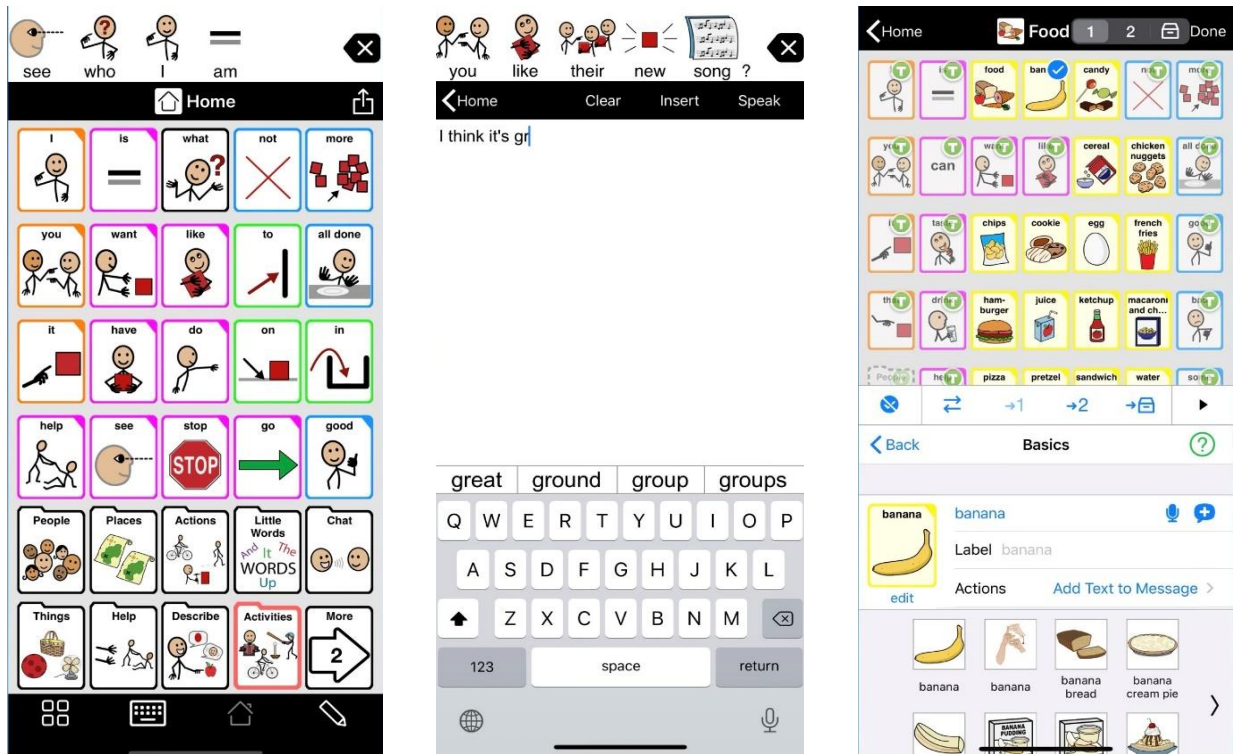 see who I am
Home
I is what not more
you want like to all done
it have do on in
help see stop go good
STOP
People Places Actions Little Words Chat
And It The
WORDS
Up
Things Help Describe Activities More
2
you like their new song ?
Home Clear Insert Speak
I think it's gr
great ground group groups
Q W E R T Y U I O P
A S D F G H J K L
Z X C V B N M
123 space return
Home Food 1 2 Done
food ban candy
can cereal chicken nuggets all done
chips cookie egg french fries
ham-burger juice ketchup macaroni and ch...
People pizza pretzel sandwich water
→1 →2
Back Basics ?
banana banana
Label banana
edit Actions Add Text to Message
banana banana banana bread banana cream pie
BANANA PUDDING